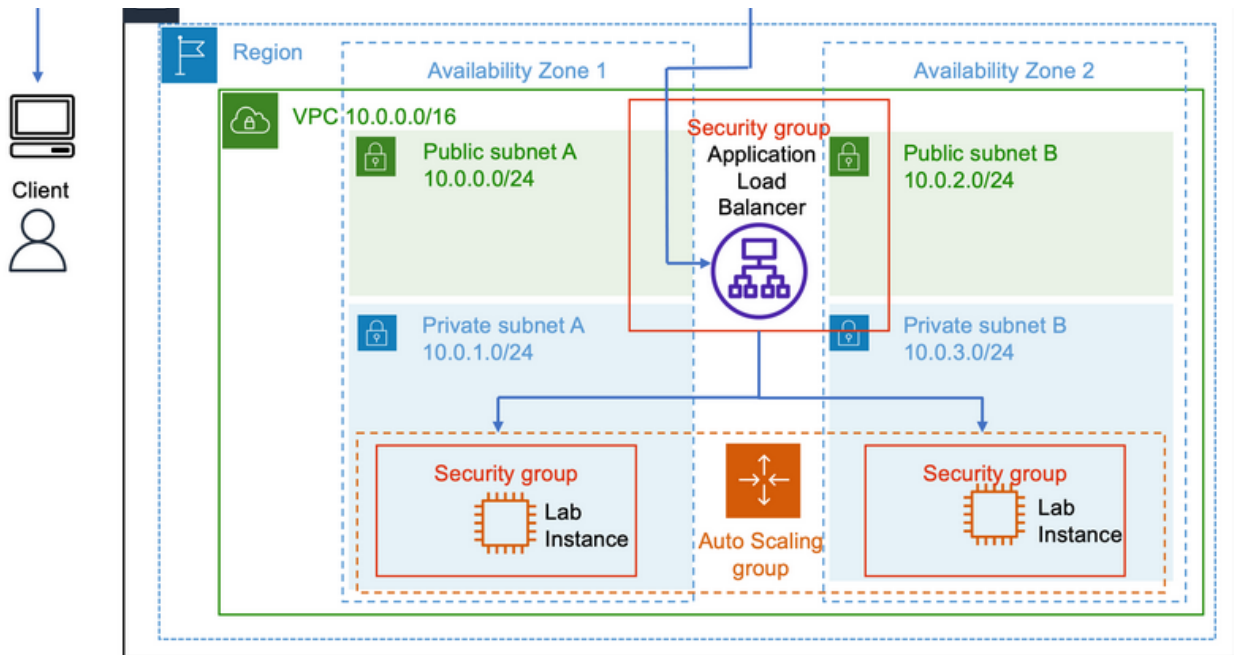 Region
Availability Zone 1
Availability Zone 2
VPC 10.0.0.0/16
Security group
Application
Load
Balancer
Public subnet A
10.0.0.0/24
Public subnet B
10.0.2.0/24
Client
Private subnet A
10.0.1.0/24
Private subnet B
10.0.3.0/24
Security group
Lab
Instance
Auto Scaling
group
Security group
Lab
Instance